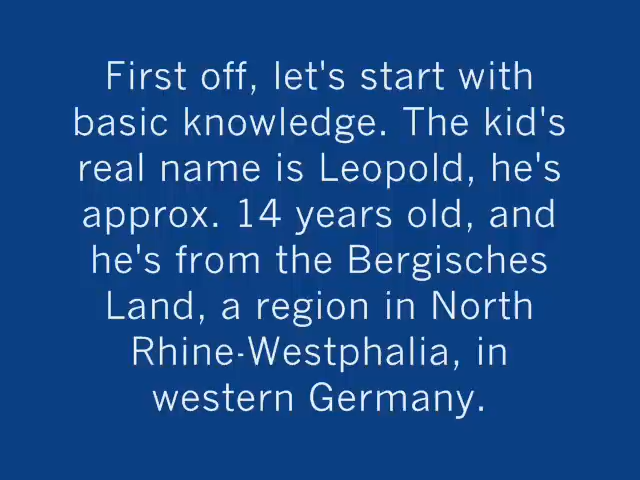 First off, let's start with
basic knowledge. The kid's
real name is Leopold, he's
approx. 14 years old, and
he's from the Bergisches
Land, a region in North
Rhine-Westphalia, in
western Germany.